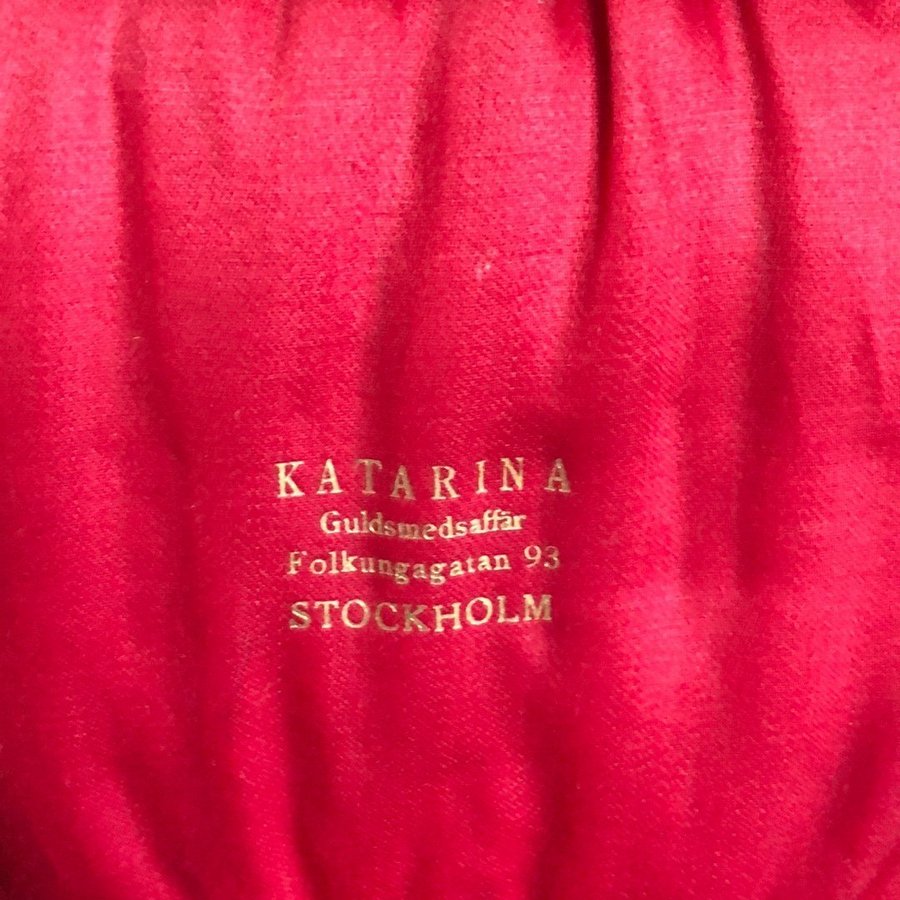 KATARINA
Guldsmedsaffär
Folkungagatan 93
STOCKHOLM